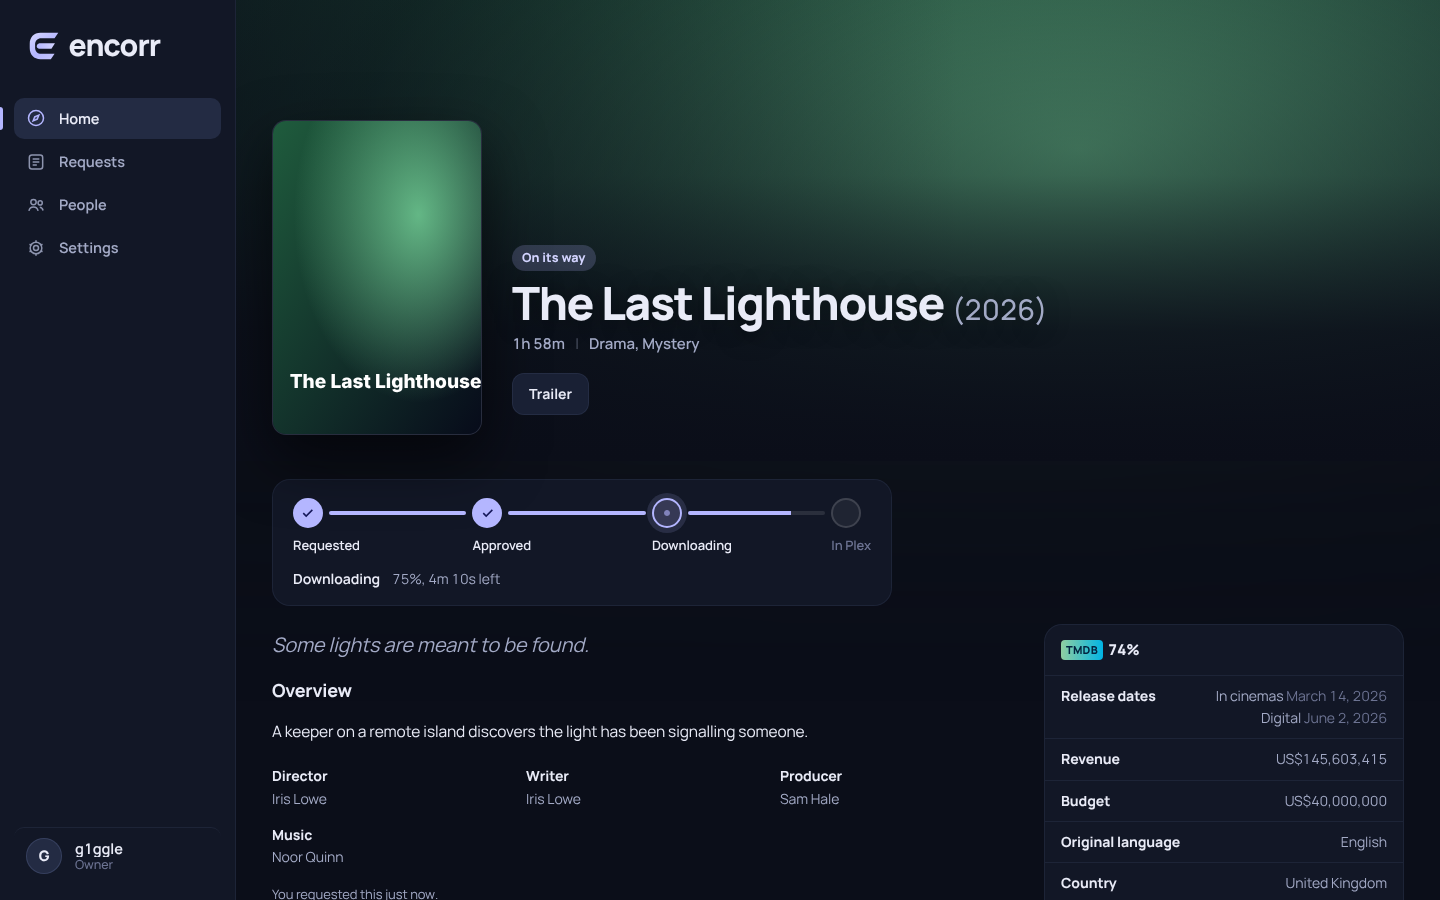 encorr
Home
Requests
People
Settings
The Last Lighthouse
On its way
The Last Lighthouse (2026)
1h 58m | Drama, Mystery
Trailer
Requested
Approved
Downloading
In Plex
Downloading 75%, 4m 10s left
Some lights are meant to be found.
Overview
A keeper on a remote island discovers the light has been signalling someone.
Director
Iris Lowe
Writer
Iris Lowe
Producer
Sam Hale
Music
Noor Quinn
You requested this just now.
TMDB 74%
Release dates
In cinemas March 14, 2026
Digital June 2, 2026
Revenue US$145,603,415
Budget US$40,000,000
Original language English
Country United Kingdom
G
g1ggle
Owner